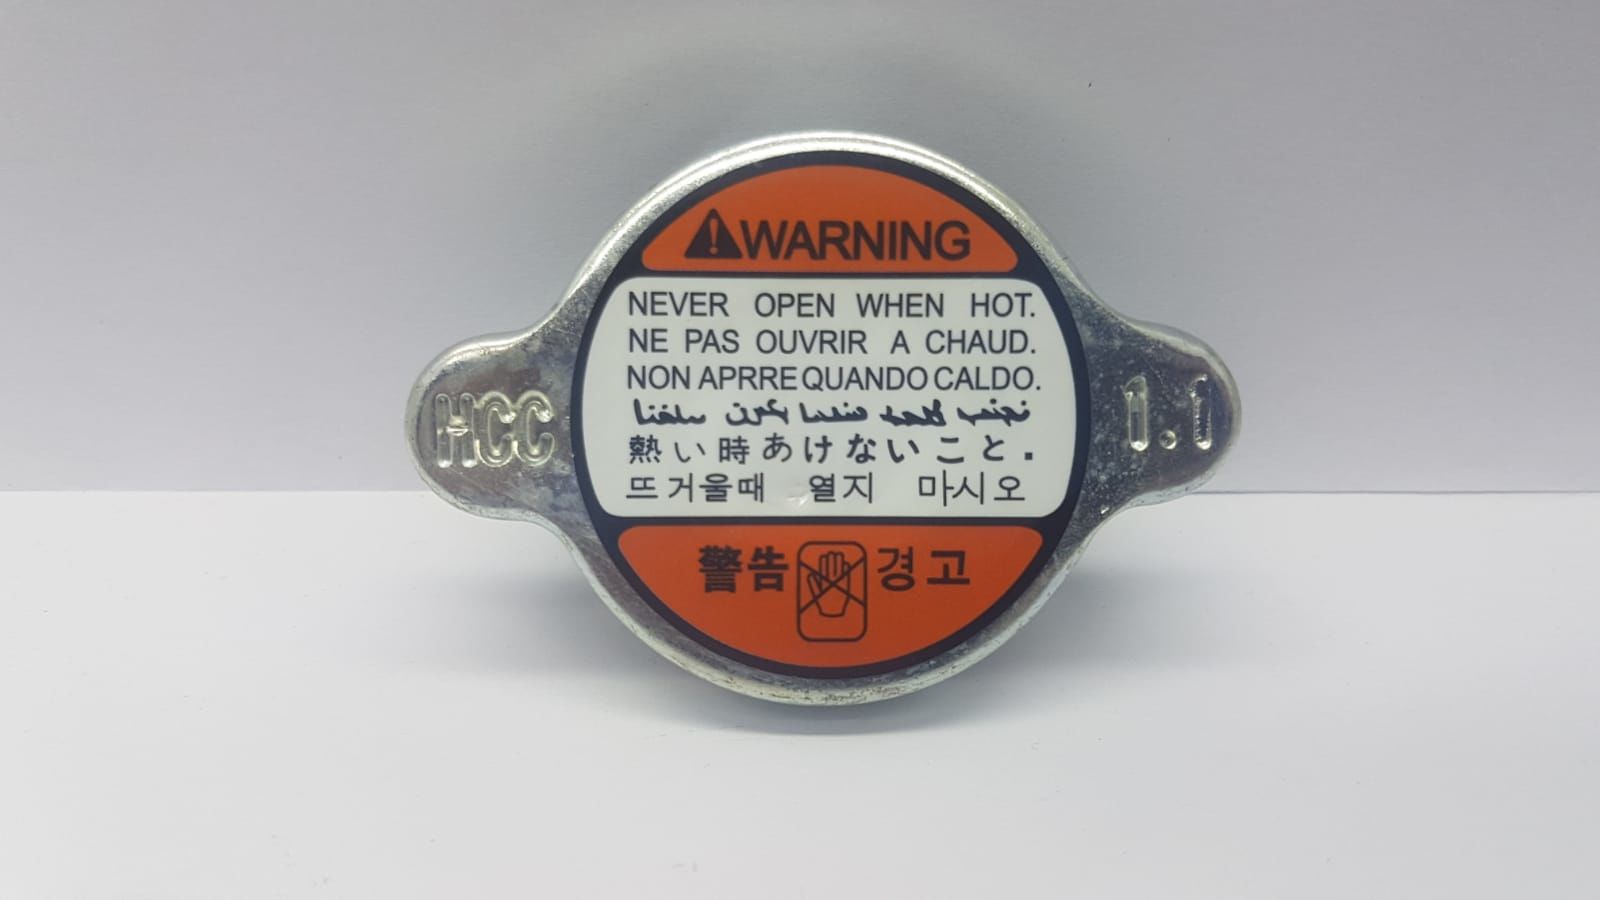 WARNING
NEVER OPEN WHEN HOT.
NE PAS OUVRIR A CHAUD.
NON APRRE QUANDO CALDO.
熱い時あけないこと.
뜨거울때 열지 마시오
警告 경고
HCC
1.1